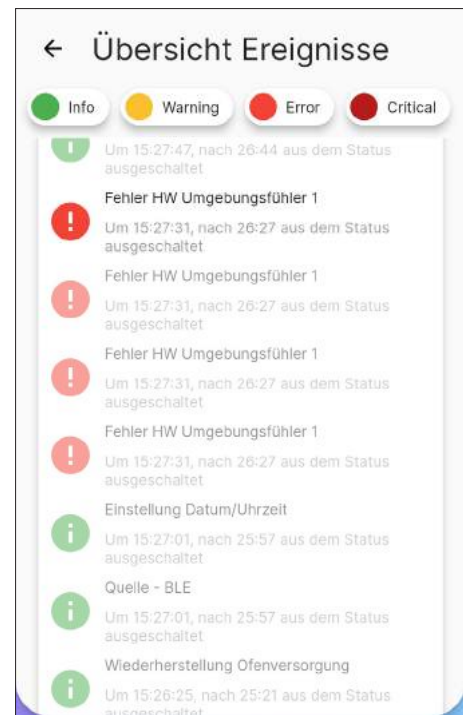 ← Übersicht Ereignisse
Info Warning Error Critical
Um 15:27:47, nach 26:44 aus dem Status
ausgeschaltet
Fehler HW Umgebungsfühler 1
Um 15:27:31, nach 26:27 aus dem Status
ausgeschaltet
Fehler HW Umgebungsfühler 1
Um 15:27:31, nach 26:27 aus dem Status
ausgeschaltet
Fehler HW Umgebungsfühler 1
Um 15:27:31, nach 26:27 aus dem Status
ausgeschaltet
Fehler HW Umgebungsfühler 1
Um 15:27:31, nach 26:27 aus dem Status
ausgeschaltet
Einstellung Datum/Uhrzeit
Um 15:27:01, nach 25:57 aus dem Status
ausgeschaltet
Quelle - BLE
Um 15:27:01, nach 25:57 aus dem Status
ausgeschaltet
Wiederherstellung Ofenversorgung
Um 15:26:25, nach 25:21 aus dem Status
ausgeschaltet